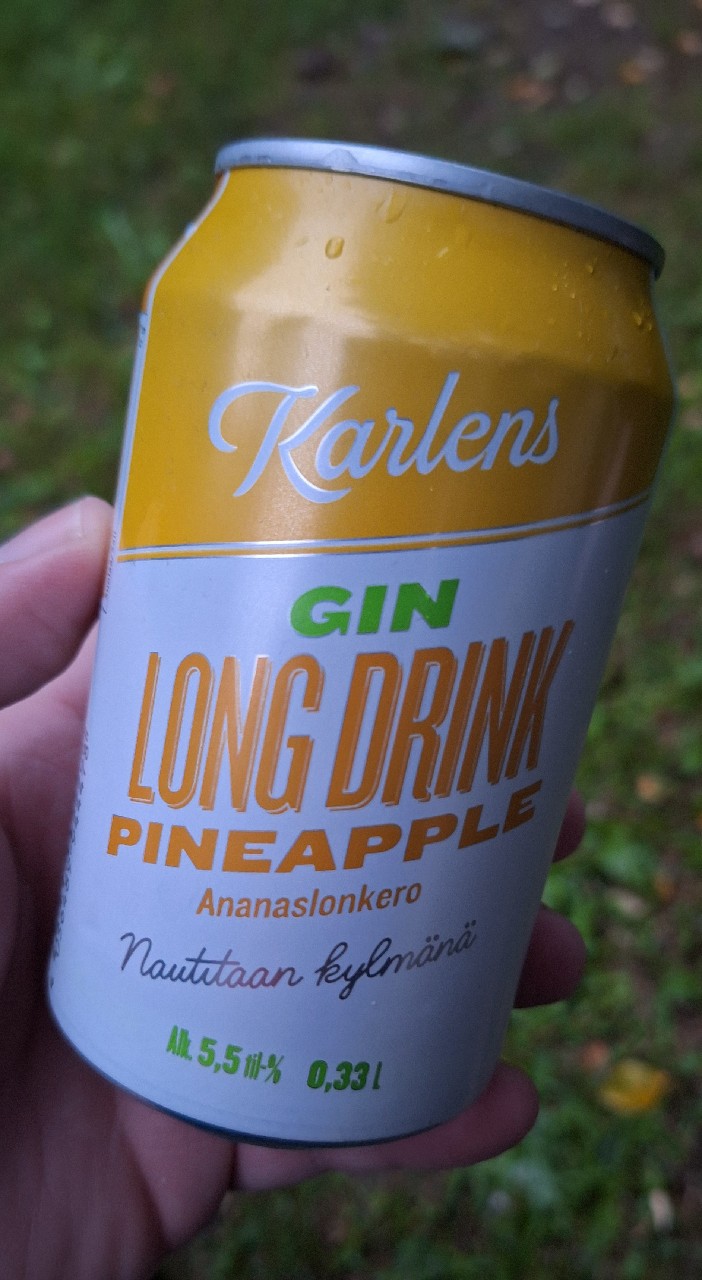 Karlens
GIN
LONG DRINK
PINEAPPLE
Ananaslonkero
Nautitaan kylmänä
Alk. 5,5 til-% 0,33 l